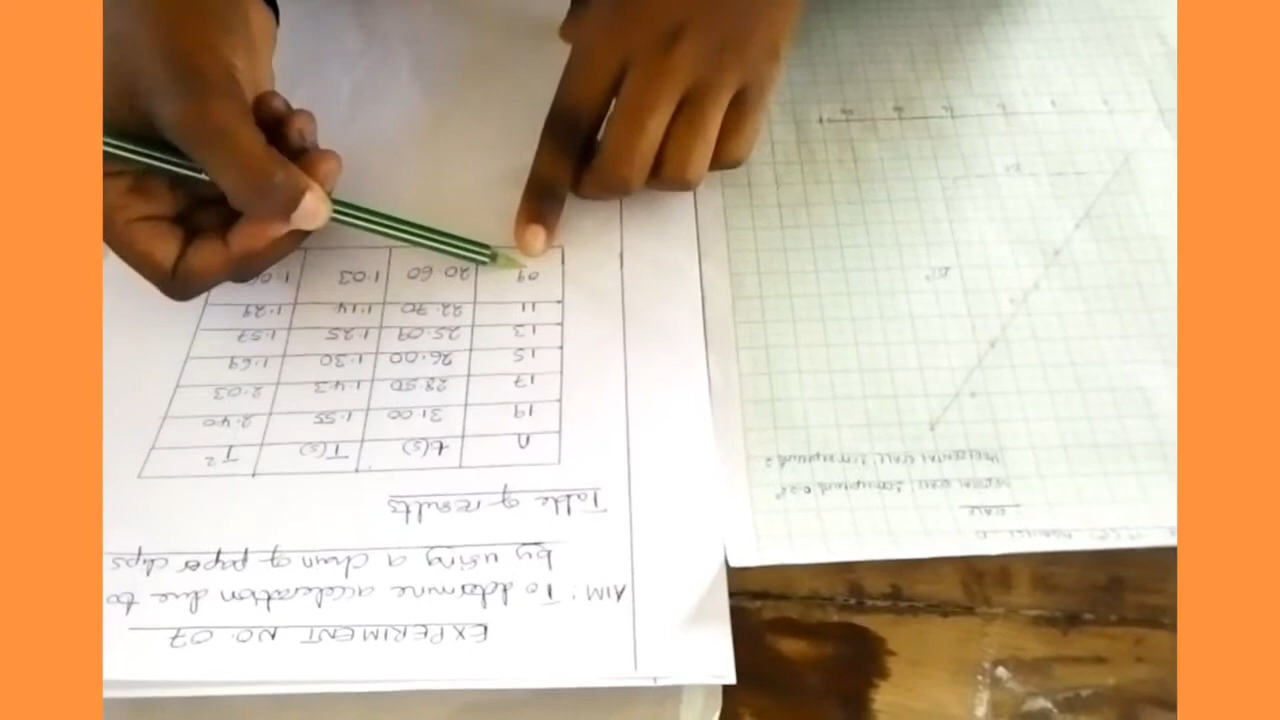 EXPERIMENT NO. 07
AIM: To determine acceleration due to
by using a chain of paper clips
Table of results
n t(s) T(s) T²
19 31.00 1.55 2.40
17 28.50 1.43 2.03
15 26.00 1.30 1.69
13 25.09 1.25 1.57
11 22.70 1.14 1.29
09 20.60 1.03
SCALE